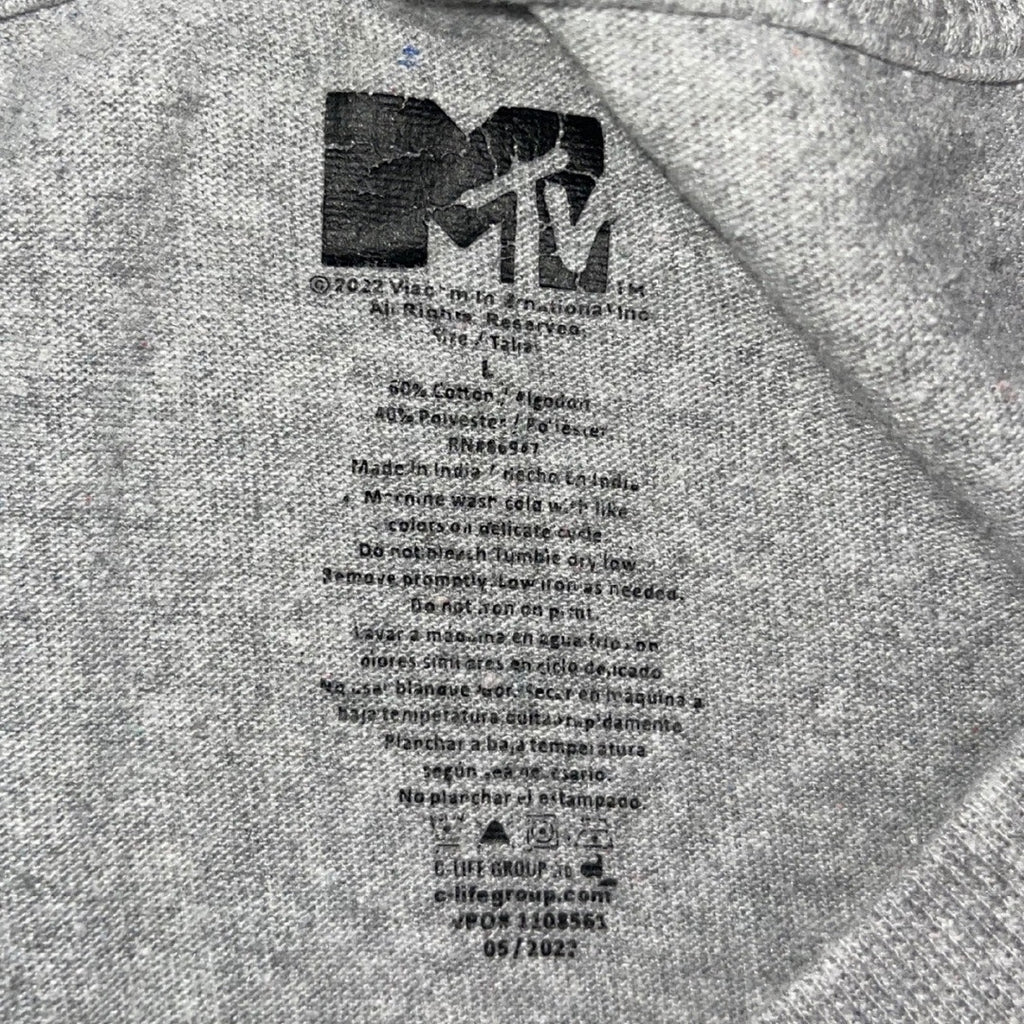 MTV TM
©2022 Viacom International Inc.
All Rights Reserved.
Size / Talla:
L
60% Cotton / Algodon
40% Polyester / Poliester
Made in India / Hecho En India
Machine wash cold with like
colors on delicate cycle.
Do not bleach Tumble dry low
Remove promptly. Low iron as needed.
Do not iron on print.
Lavar a maquina en agua fria con
colores similares en ciclo delicado
No usar blanqueador. Secar en maquina a
baja temperatura quitar rapidamente
Planchar a baja temperatura
según sea necesario.
No planchar el estampado.
C-LIFE GROUP
c-lifegroup.com
VPO# 1108561
05/2022